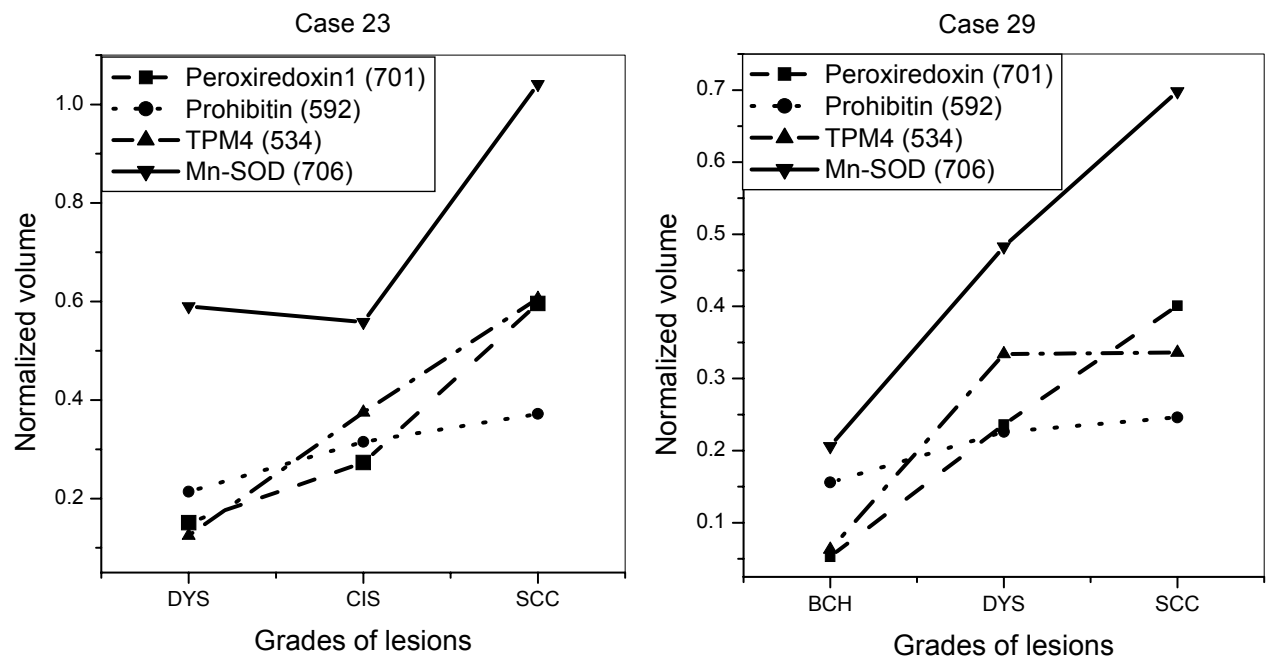 Case 23
Peroxiredoxin1 (701)
Prohibitin (592)
TPM4 (534)
Mn-SOD (706)
1.0
0.8
0.6
0.4
0.2
Normalized volume
DYS CIS SCC
Grades of lesions
Case 29
Peroxiredoxin (701)
Prohibitin (592)
TPM4 (534)
Mn-SOD (706)
0.7
0.6
0.5
0.4
0.3
0.2
0.1
Normalized volume
BCH DYS SCC
Grades of lesions